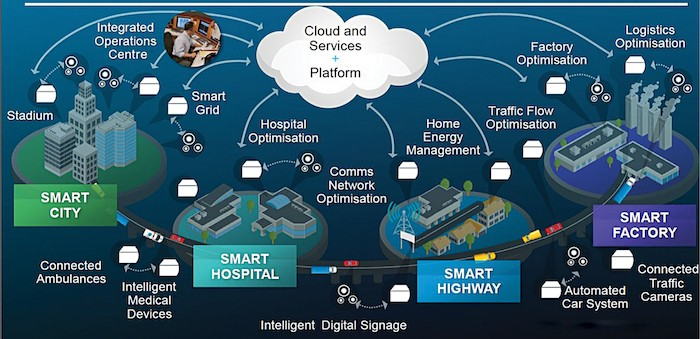 Integrated
Operations
Centre
Cloud and
Services
+
Platform
Logistics
Optimisation
Factory
Optimisation
Stadium
Smart
Grid
Hospital
Optimisation
Home
Energy
Management
Traffic Flow
Optimisation
Comms
Network
Optimisation
SMART
CITY
SMART
HOSPITAL
SMART
HIGHWAY
SMART
FACTORY
Connected
Ambulances
Intelligent
Medical
Devices
Intelligent Digital Signage
Automated
Car System
Connected
Traffic
Cameras